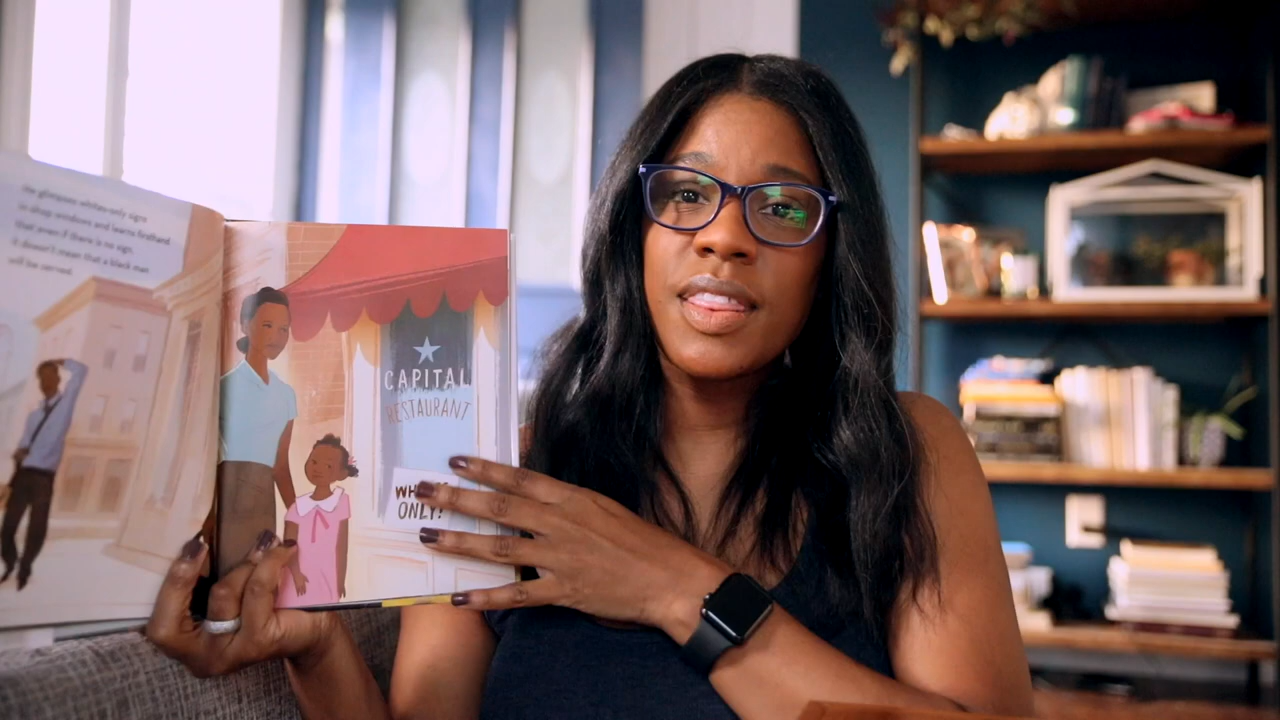 He glimpses whites-only signs
in shop windows and learns firsthand
that even if there is no sign,
it doesn't mean that a black man
will be served.
CAPITAL
RESTAURANT
ONLY!